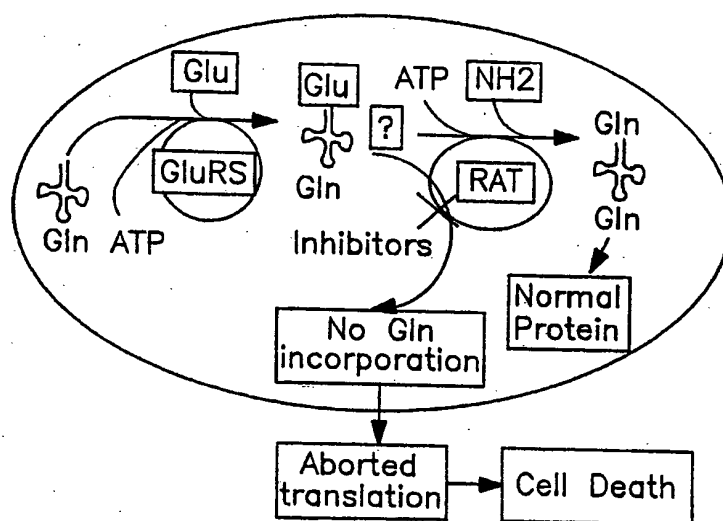 Glu
GluRS
Gln
ATP
Glu
Gln
?
ATP
NH2
RAT
Inhibitors
Gln
Gln
Normal
Protein
No Gln
incorporation
Aborted
translation
Cell Death